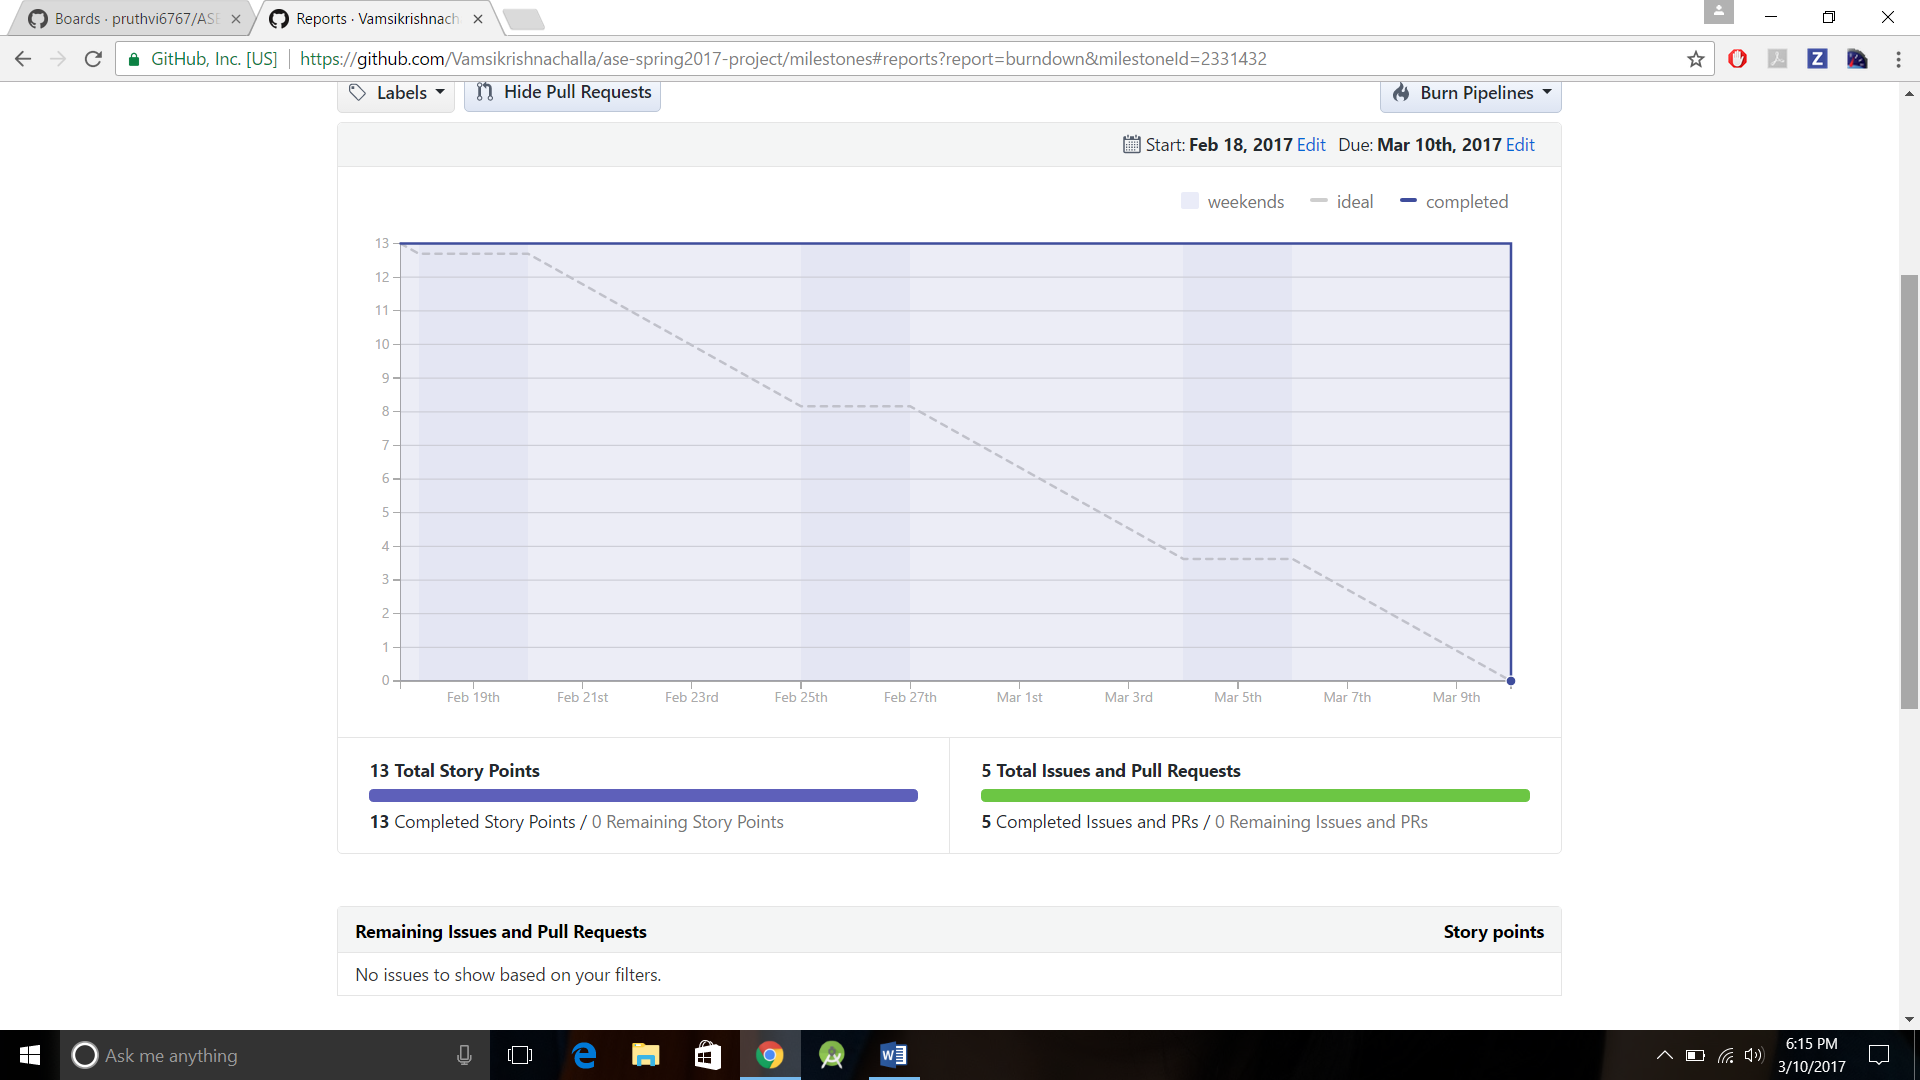 Boards · pruthvi6767/ASE
Reports · Vamsikrishnach
GitHub, Inc. [US]
https://github.com/Vamsikrishnachalla/ase-spring2017-project/milestones#reports?report=burndown&milestoneId=2331432
Labels
Hide Pull Requests
Burn Pipelines
Start: Feb 18, 2017 Edit Due: Mar 10th, 2017 Edit
weekends ideal completed
13
12
11
10
9
8
7
6
5
4
3
2
1
0
Feb 19th Feb 21st Feb 23rd Feb 25th Feb 27th Mar 1st Mar 3rd Mar 5th Mar 7th Mar 9th
13 Total Story Points
13 Completed Story Points / 0 Remaining Story Points
5 Total Issues and Pull Requests
5 Completed Issues and PRs / 0 Remaining Issues and PRs
Remaining Issues and Pull Requests Story points
No issues to show based on your filters.
Ask me anything
6:15 PM
3/10/2017